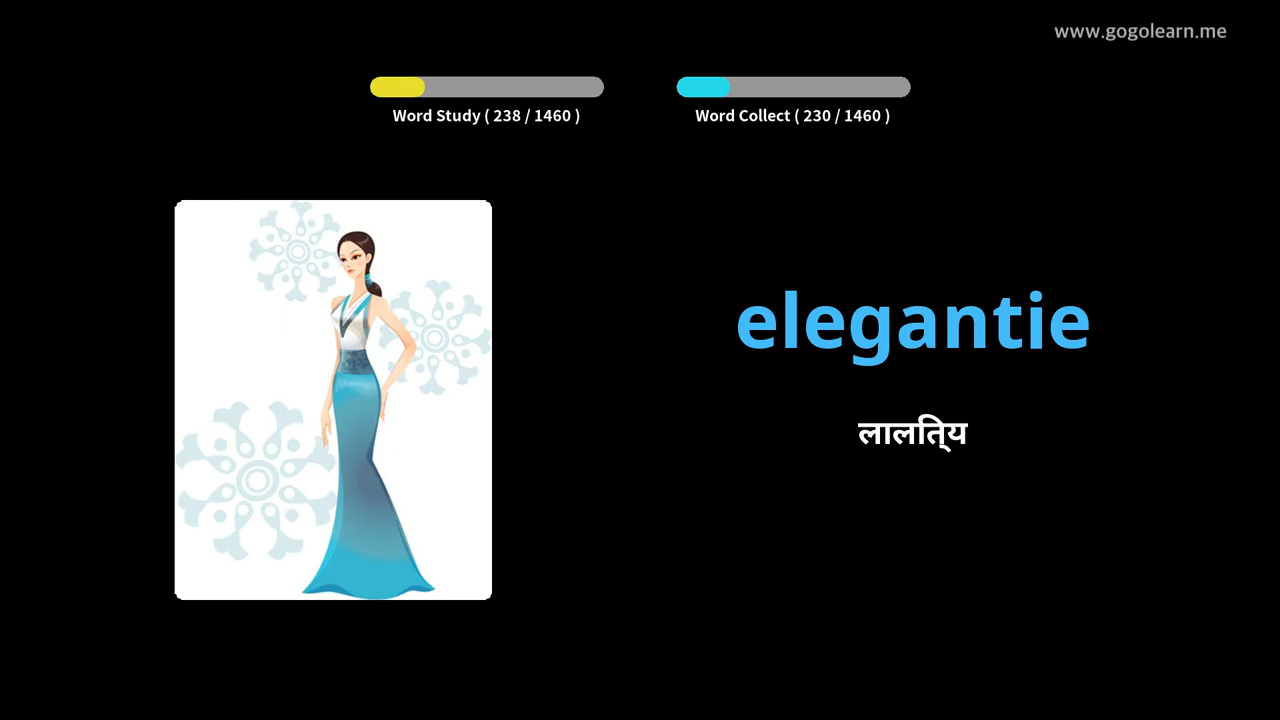 www.gogolearn.me
Word Study ( 238 / 1460 )
Word Collect ( 230 / 1460 )
elegantie
लालित्य